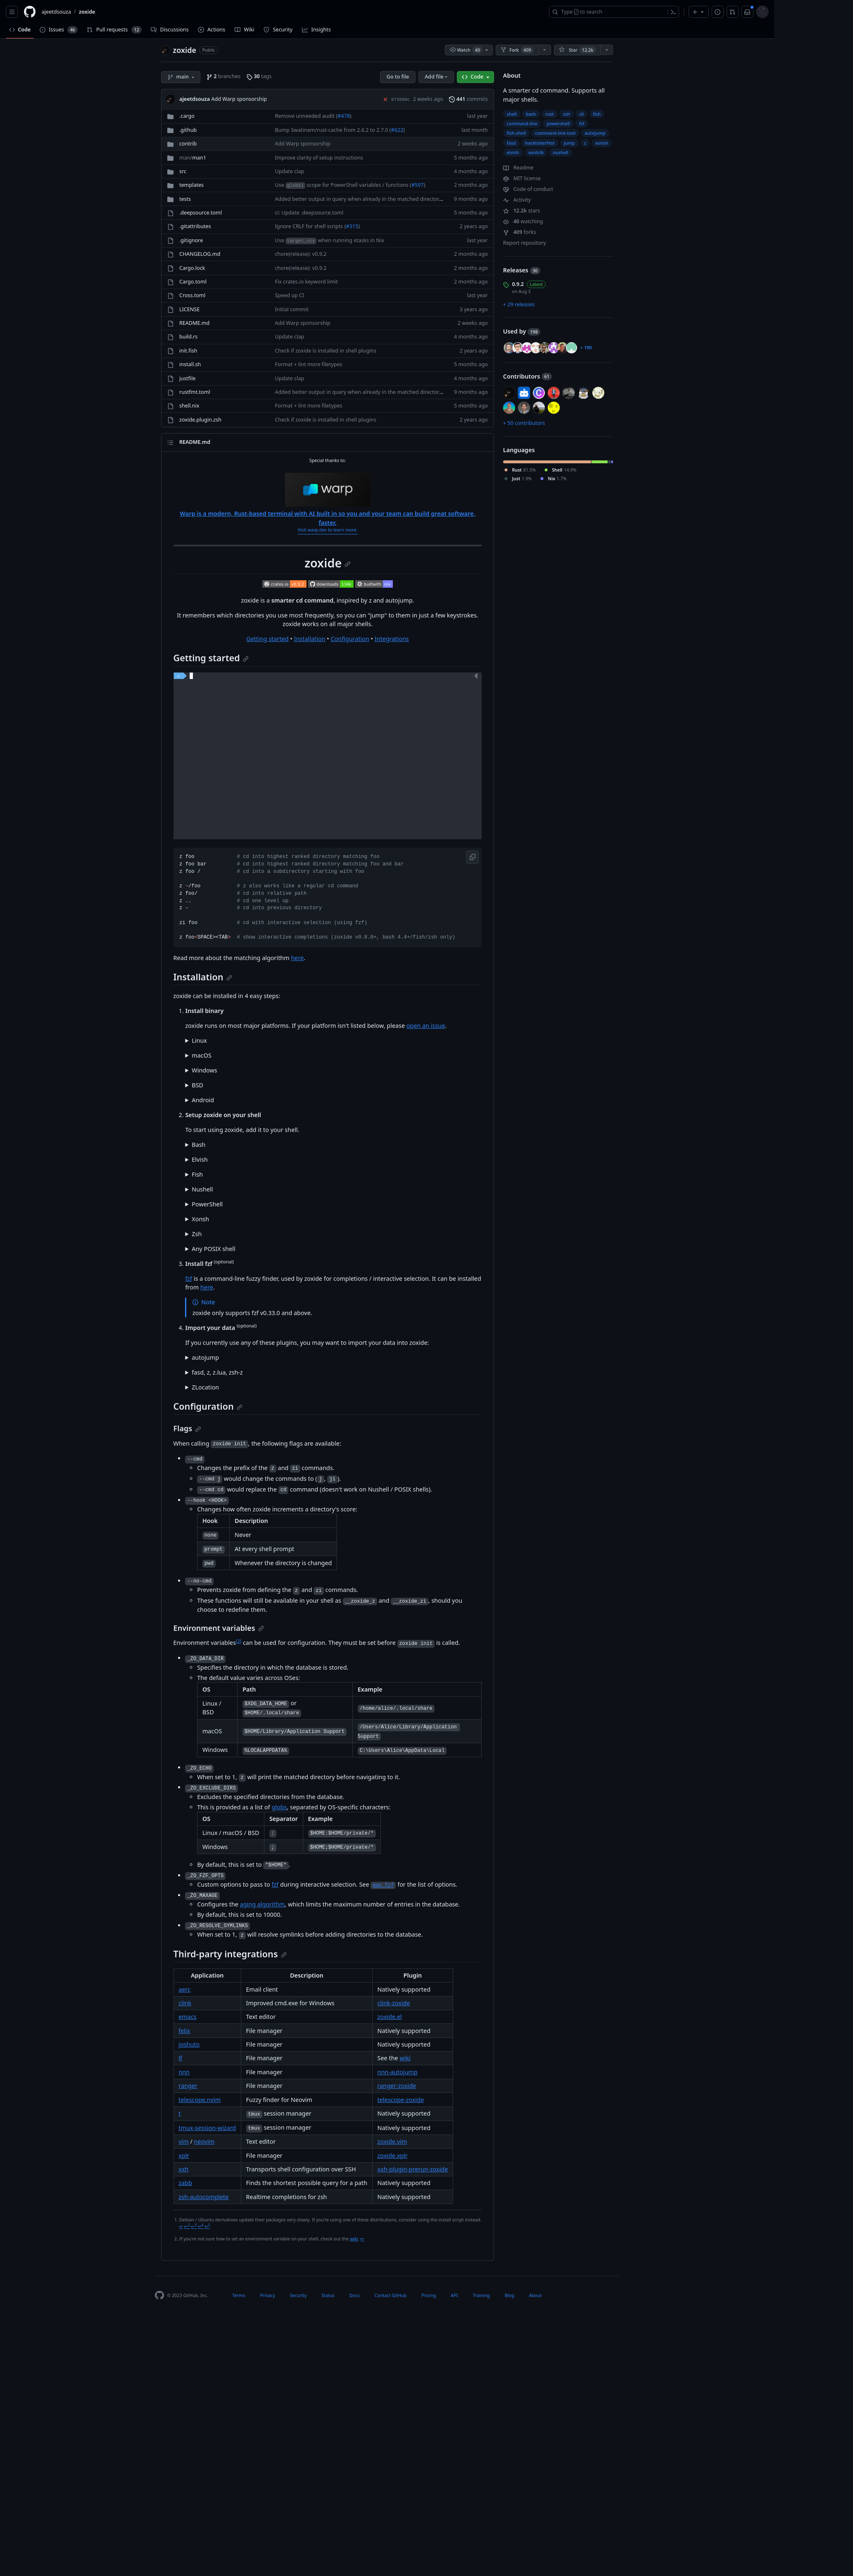 ajeetdsouza / zoxide
Type / to search
Code Issues 46 Pull requests 12 Discussions Actions Wiki Security Insights
zoxide Public
Watch 40 Fork 409 Star 12.2k
main 2 branches 30 tags Go to file Add file Code
ajeetdsouza Add Warp sponsorship 2 weeks ago 441 commits
.cargo Remove unneeded audit (#478) last year
.github Bump Swatinem/rust-cache from 2.6.2 to 2.7.0 (#622) last month
contrib Add Warp sponsorship 2 weeks ago
man/man1 Improve clarity of setup instructions 5 months ago
src Update clap 4 months ago
templates Use global scope for PowerShell variables / functions (#597) 2 months ago
tests Added better output in query when already in the matched director... 9 months ago
.deepsource.toml ci: Update .deepsource.toml 5 months ago
.gitattributes Ignore CRLF for shell scripts (#315) 2 years ago
.gitignore Use target_nix when running xtasks in Nix last year
CHANGELOG.md chore(release): v0.9.2 2 months ago
Cargo.lock chore(release): v0.9.2 2 months ago
Cargo.toml Fix crates.io keyword limit 2 months ago
Cross.toml Speed up CI last year
LICENSE Initial commit 3 years ago
README.md Add Warp sponsorship 2 weeks ago
build.rs Update clap 4 months ago
init.fish Check if zoxide is installed in shell plugins 2 years ago
install.sh Format + lint more filetypes 5 months ago
justfile Update clap 4 months ago
rustfmt.toml Added better output in query when already in the matched director... 9 months ago
shell.nix Format + lint more filetypes 5 months ago
zoxide.plugin.zsh Check if zoxide is installed in shell plugins 2 years ago
About
A smarter cd command. Supports all
major shells.
shell bash rust zsh cli fish
command-line powershell fzf
fish-shell command-line-tool autojump
fasd hacktoberfest jump z xonsh
elvish xontrib nushell
Readme
MIT license
Code of conduct
Activity
12.2k stars
40 watching
409 forks
Report repository
Releases 30
0.9.2 Latest
on Aug 5
+ 29 releases
Used by 198
+ 190
Contributors 61
+ 50 contributors
Languages
Rust 81.5% Shell 14.9%
Just 1.9% Nix 1.7%
README.md
Special thanks to:
warp
Warp is a modern, Rust-based terminal with AI built in so you and your team can build great software,
faster.
Visit warp.dev to learn more.
zoxide
crates.io v0.9.2 downloads 116k builtwith nix
zoxide is a smarter cd command, inspired by z and autojump.
It remembers which directories you use most frequently, so you can "jump" to them in just a few keystrokes.
zoxide works on all major shells.
Getting started • Installation • Configuration • Integrations
Getting started
z foo # cd into highest ranked directory matching foo
z foo bar # cd into highest ranked directory matching foo and bar
z foo / # cd into a subdirectory starting with foo
z ~/foo # z also works like a regular cd command
z foo/ # cd into relative path
z .. # cd one level up
z - # cd into previous directory
zi foo # cd with interactive selection (using fzf)
z foo<SPACE><TAB> # show interactive completions (zoxide v0.8.0+, bash 4.4+/fish/zsh only)
Read more about the matching algorithm here.
Installation
zoxide can be installed in 4 easy steps:
1. Install binary
zoxide runs on most major platforms. If your platform isn't listed below, please open an issue.
Linux
macOS
Windows
BSD
Android
2. Setup zoxide on your shell
To start using zoxide, add it to your shell.
Bash
Elvish
Fish
Nushell
PowerShell
Xonsh
Zsh
Any POSIX shell
3. Install fzf (optional)
fzf is a command-line fuzzy finder, used by zoxide for completions / interactive selection. It can be installed
from here.
Note
zoxide only supports fzf v0.33.0 and above.
4. Import your data (optional)
If you currently use any of these plugins, you may want to import your data into zoxide:
autojump
fasd, z, z.lua, zsh-z
ZLocation
Configuration
Flags
When calling zoxide init, the following flags are available:
--cmd
Changes the prefix of the z and zi commands.
--cmd j would change the commands to (j, ji).
--cmd cd would replace the cd command (doesn't work on Nushell / POSIX shells).
--hook <HOOK>
Changes how often zoxide increments a directory's score:
Hook Description
none Never
prompt At every shell prompt
pwd Whenever the directory is changed
--no-cmd
Prevents zoxide from defining the z and zi commands.
These functions will still be available in your shell as __zoxide_z and __zoxide_zi, should you
choose to redefine them.
Environment variables
Environment variables[2] can be used for configuration. They must be set before zoxide init is called.
_ZO_DATA_DIR
Specifies the directory in which the database is stored.
The default value varies across OSes:
OS Path Example
Linux / BSD $XDG_DATA_HOME or $HOME/.local/share /home/alice/.local/share
macOS $HOME/Library/Application Support /Users/Alice/Library/Application Support
Windows %LOCALAPPDATA% C:\Users\Alice\AppData\Local
_ZO_ECHO
When set to 1, z will print the matched directory before navigating to it.
_ZO_EXCLUDE_DIRS
Excludes the specified directories from the database.
This is provided as a list of globs, separated by OS-specific characters:
OS Separator Example
Linux / macOS / BSD : $HOME:$HOME/private/*
Windows ; $HOME;$HOME/private/*
By default, this is set to "$HOME".
_ZO_FZF_OPTS
Custom options to pass to fzf during interactive selection. See man fzf for the list of options.
_ZO_MAXAGE
Configures the aging algorithm, which limits the maximum number of entries in the database.
By default, this is set to 10000.
_ZO_RESOLVE_SYMLINKS
When set to 1, z will resolve symlinks before adding directories to the database.
Third-party integrations
Application Description Plugin
aerc Email client Natively supported
clink Improved cmd.exe for Windows clink-zoxide
emacs Text editor zoxide.el
felix File manager Natively supported
joshuto File manager Natively supported
lf File manager See the wiki
nnn File manager nnn-autojump
ranger File manager ranger-zoxide
telescope.nvim Fuzzy finder for Neovim telescope-zoxide
t tmux session manager Natively supported
tmux-session-wizard tmux session manager Natively supported
vim / neovim Text editor zoxide.vim
xplr File manager zoxide.xplr
xxh Transports shell configuration over SSH xxh-plugin-prerun-zoxide
zabb Finds the shortest possible query for a path Natively supported
zsh-autocomplete Realtime completions for zsh Natively supported
1. Debian / Ubuntu derivatives update their packages very slowly. If you're using one of these distributions, consider using the install script instead.
↩ ↩2 ↩3 ↩4 ↩5
2. If you're not sure how to set an environment variable on your shell, check out the wiki. ↩
© 2023 GitHub, Inc. Terms Privacy Security Status Docs Contact GitHub Pricing API Training Blog About